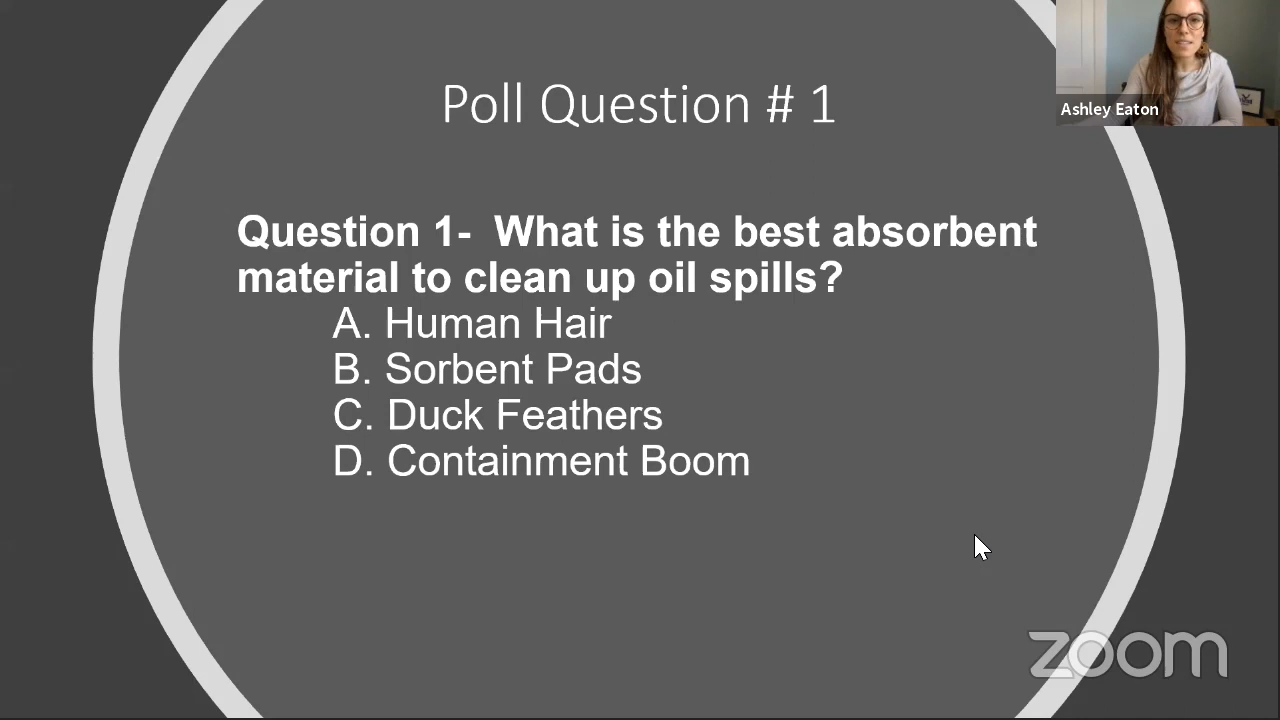 Poll Question # 1
Ashley Eaton
Question 1-  What is the best absorbent
material to clean up oil spills?
A. Human Hair
B. Sorbent Pads
C. Duck Feathers
D. Containment Boom
zoom